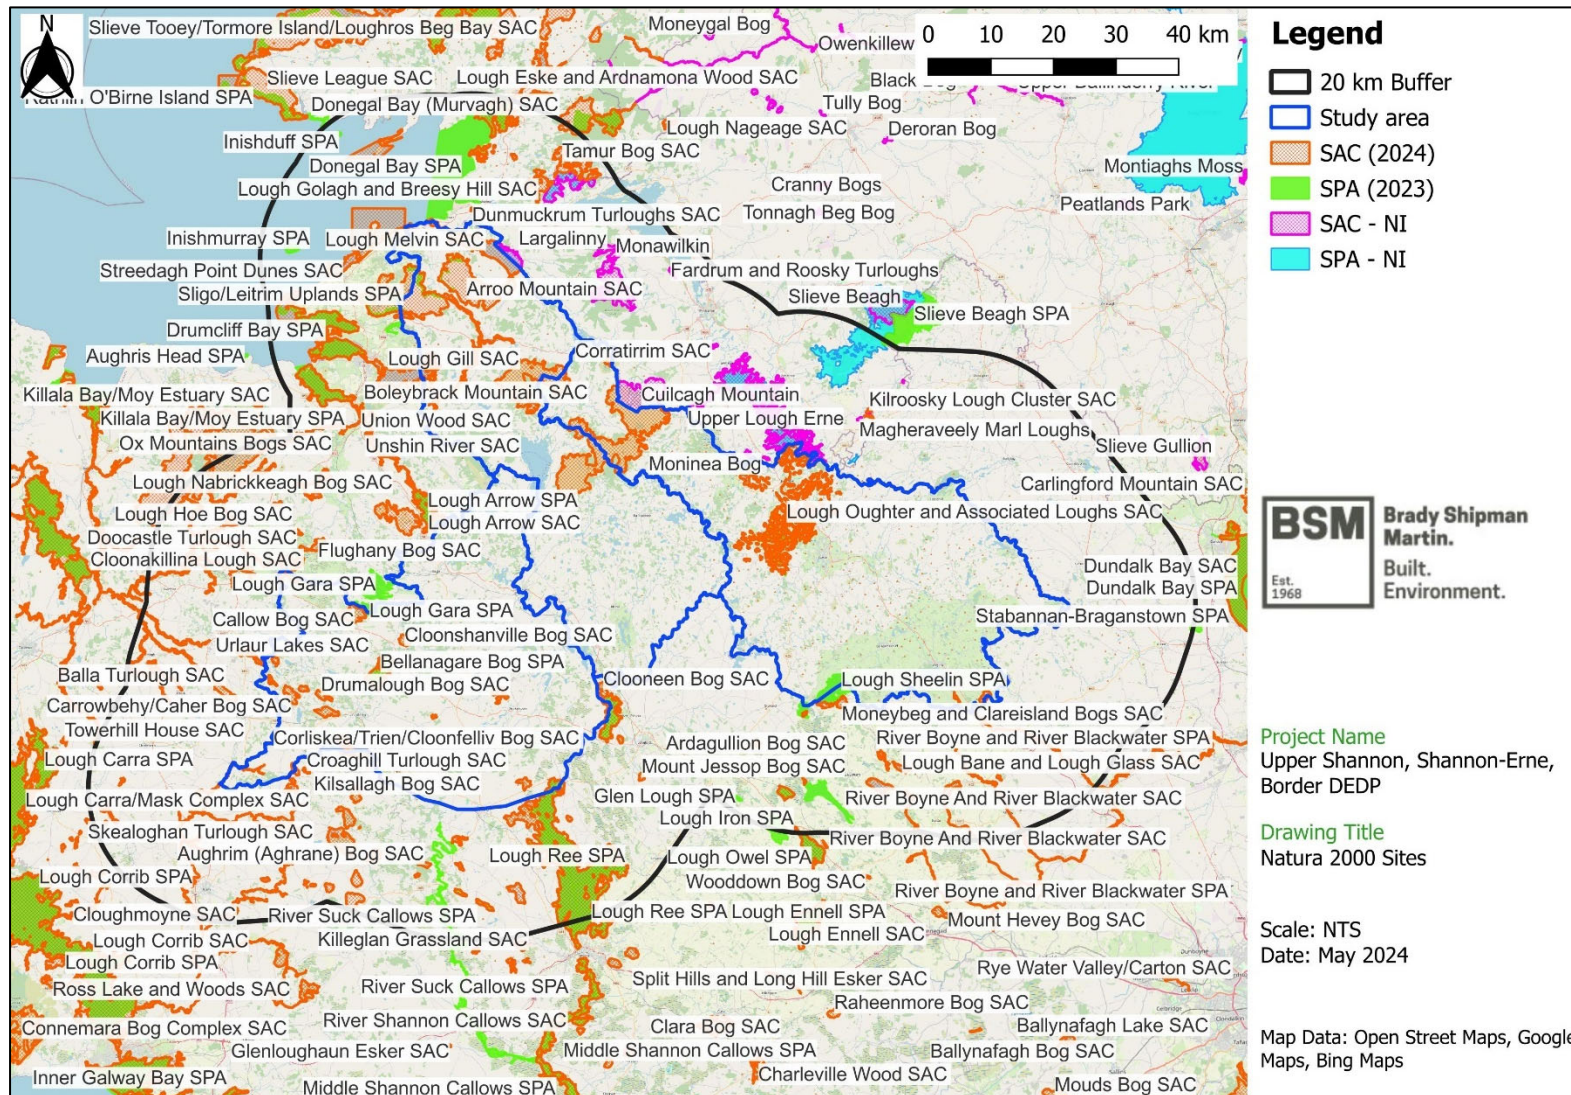 Slieve Tooey/Tormore Island/Loughros Beg Bay SAC
Moneygal Bog
Owenkillew
0 10 20 30 40 km
N
Slieve League SAC
Lough Eske and Ardnamona Wood SAC
Black
O'Birne Island SPA
Donegal Bay (Murvagh) SAC
Tully Bog
Lough Nageage SAC
Deroran Bog
Inishduff SPA
Tamur Bog SAC
Donegal Bay SPA
Montiaghs Moss
Lough Golagh and Breesy Hill SAC
Cranny Bogs
Peatlands Park
Dunmuckrum Turloughs SAC
Tonnagh Beg Bog
Inishmurray SPA
Lough Melvin SAC
Largalinny
Monawilkin
Streedagh Point Dunes SAC
Fardrum and Roosky Turloughs
Sligo/Leitrim Uplands SPA
Arroo Mountain SAC
Slieve Beagh
Slieve Beagh SPA
Drumcliff Bay SPA
Aughris Head SPA
Lough Gill SAC
Corratirrim SAC
Killala Bay/Moy Estuary SAC
Boleybrack Mountain SAC
Cuilcagh Mountain
Kilroosky Lough Cluster SAC
Killala Bay/Moy Estuary SPA
Union Wood SAC
Upper Lough Erne
Magheraveely Marl Loughs
Ox Mountains Bogs SAC
Unshin River SAC
Slieve Gullion
Moninea Bog
Lough Nabrickkeagh Bog SAC
Carlingford Mountain SAC
Lough Arrow SPA
Lough Hoe Bog SAC
Lough Arrow SAC
Lough Oughter and Associated Loughs SAC
Doocastle Turlough SAC
Flughany Bog SAC
Cloonakillina Lough SAC
Dundalk Bay SAC
Lough Gara SPA
Dundalk Bay SPA
Lough Gara SPA
Callow Bog SAC
Stabannan-Braganstown SPA
Cloonshanville Bog SAC
Urlaur Lakes SAC
Bellanagare Bog SPA
Balla Turlough SAC
Drumalough Bog SAC
Clooneen Bog SAC
Lough Sheelin SPA
Carrowbehy/Caher Bog SAC
Moneybeg and Clareisland Bogs SAC
Towerhill House SAC
Corliskea/Trien/Cloonfelliv Bog SAC
Ardagullion Bog SAC
River Boyne and River Blackwater SPA
Lough Carra SPA
Croaghill Turlough SAC
Mount Jessop Bog SAC
Lough Bane and Lough Glass SAC
Kilsallagh Bog SAC
Lough Carra/Mask Complex SAC
Glen Lough SPA
River Boyne And River Blackwater SAC
Lough Iron SPA
Skealoghan Turlough SAC
River Boyne And River Blackwater SAC
Aughrim (Aghrane) Bog SAC
Lough Ree SPA
Lough Owel SPA
Lough Corrib SPA
Wooddown Bog SAC
River Boyne and River Blackwater SPA
Cloughmoyne SAC
River Suck Callows SPA
Lough Ree SPA
Lough Ennell SPA
Mount Hevey Bog SAC
Lough Corrib SAC
Killeglan Grassland SAC
Lough Ennell SAC
Lough Corrib SPA
Rye Water Valley/Carton SAC
Ross Lake and Woods SAC
River Suck Callows SPA
Split Hills and Long Hill Esker SAC
Raheenmore Bog SAC
Connemara Bog Complex SAC
River Shannon Callows SAC
Clara Bog SAC
Ballynafagh Lake SAC
Glenloughaun Esker SAC
Middle Shannon Callows SPA
Ballynafagh Bog SAC
Inner Galway Bay SPA
Middle Shannon Callows SPA
Charleville Wood SAC
Mouds Bog SAC
Legend
20 km Buffer
Study area
SAC (2024)
SPA (2023)
SAC - NI
SPA - NI
BSM
Est.
1968
Brady Shipman
Martin.
Built.
Environment.
Project Name
Upper Shannon, Shannon-Erne,
Border DEDP
Drawing Title
Natura 2000 Sites
Scale: NTS
Date: May 2024
Map Data: Open Street Maps, Google
Maps, Bing Maps